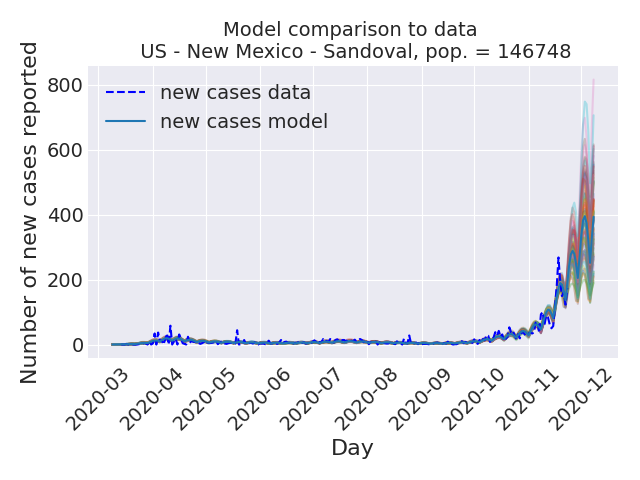 Model comparison to data
US - New Mexico - Sandoval, pop. = 146748
Number of new cases reported
800
600
400
200
0
new cases data
new cases model
2020-03
2020-04
2020-05
2020-06
2020-07
2020-08
2020-09
2020-10
2020-11
2020-12
Day